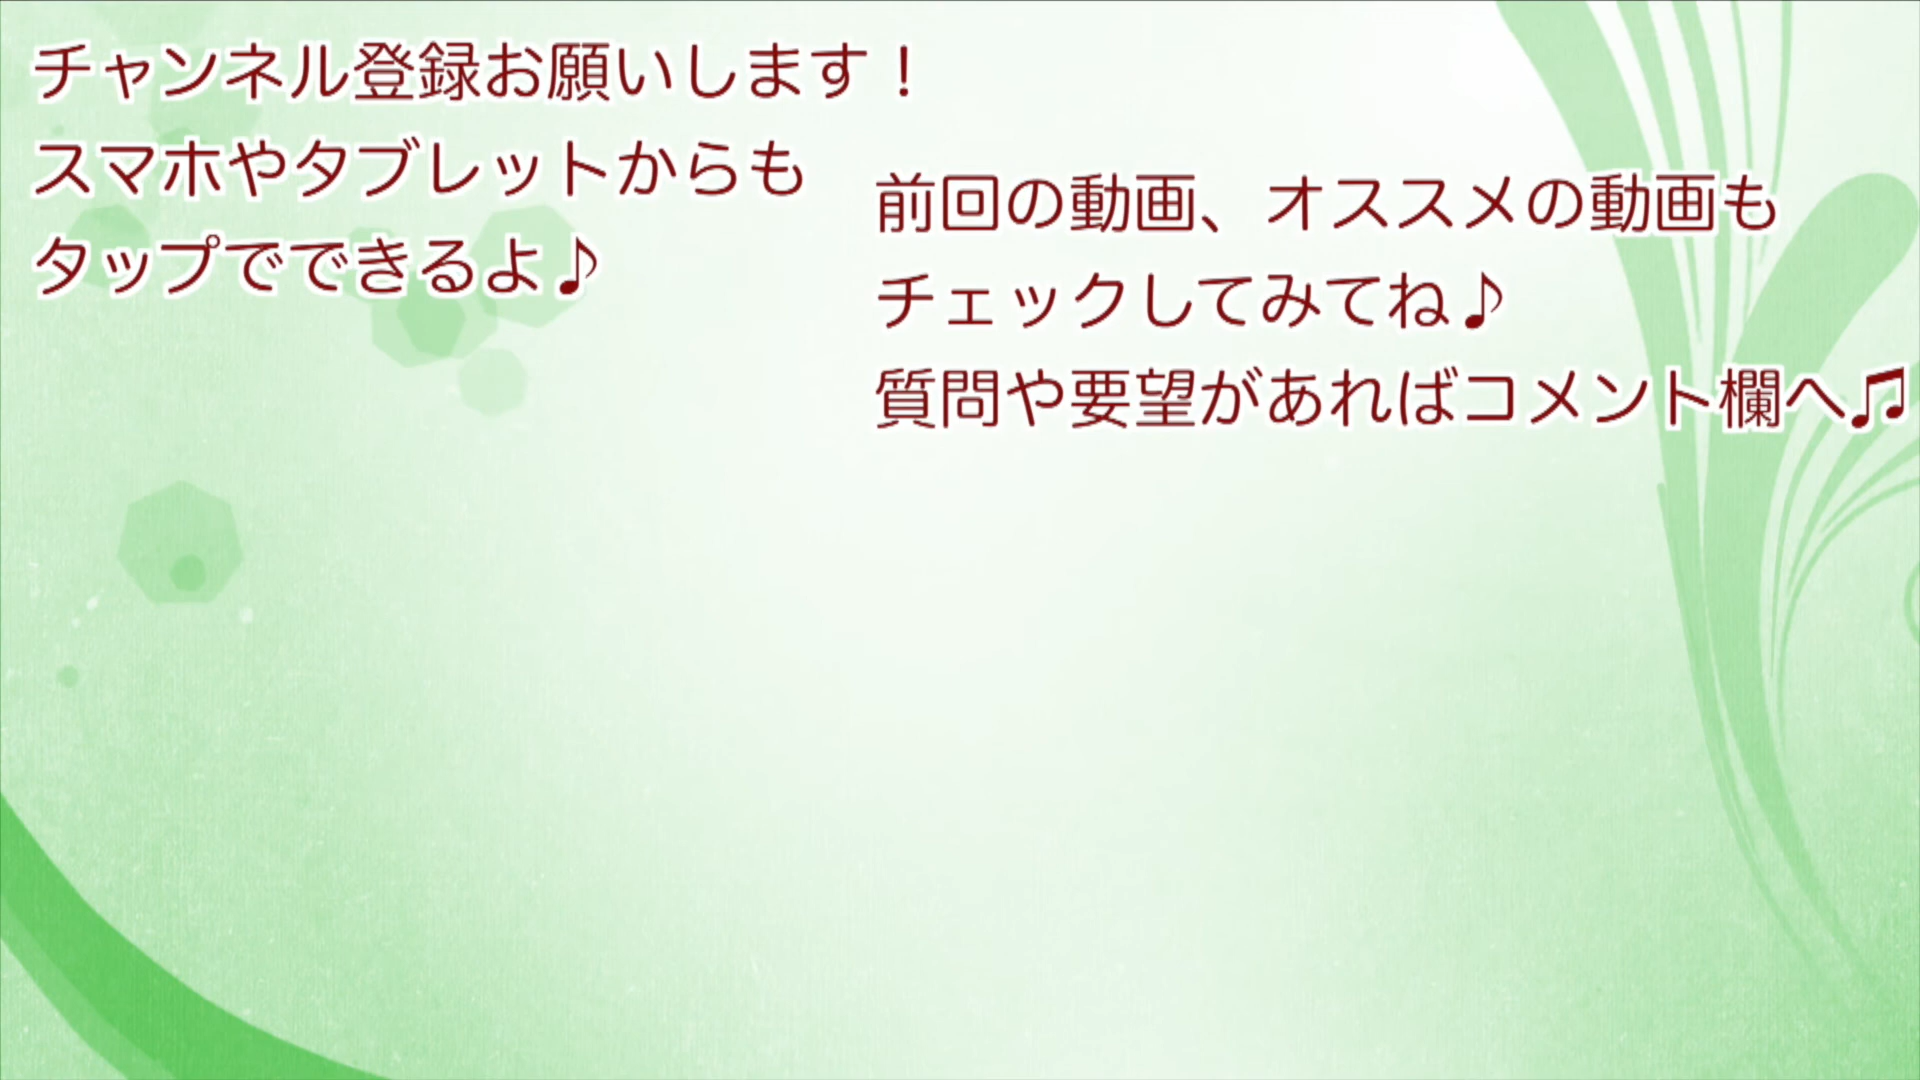 チャンネル登録お願いします！
スマホやタブレットからも
タップでできるよ♪
前回の動画、オススメの動画も
チェックしてみてね♪
質問や要望があればコメント欄へ♫